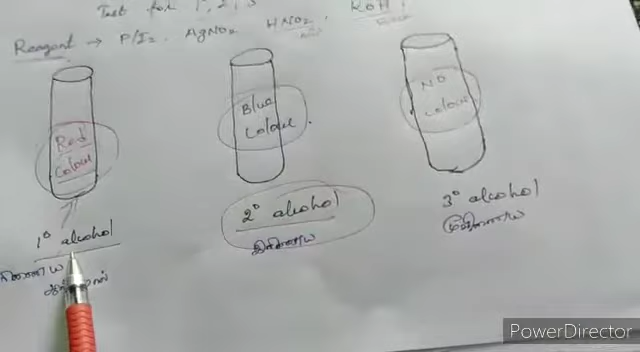 Test for 1°, 2°, 3°
Reagent → P/I₂, AgNO₂ HNO₂, KOH
Red
Colour
Blue
Colour
NO
colour
1° alcohol
2° alcohol
3° alcohol
PowerDirector